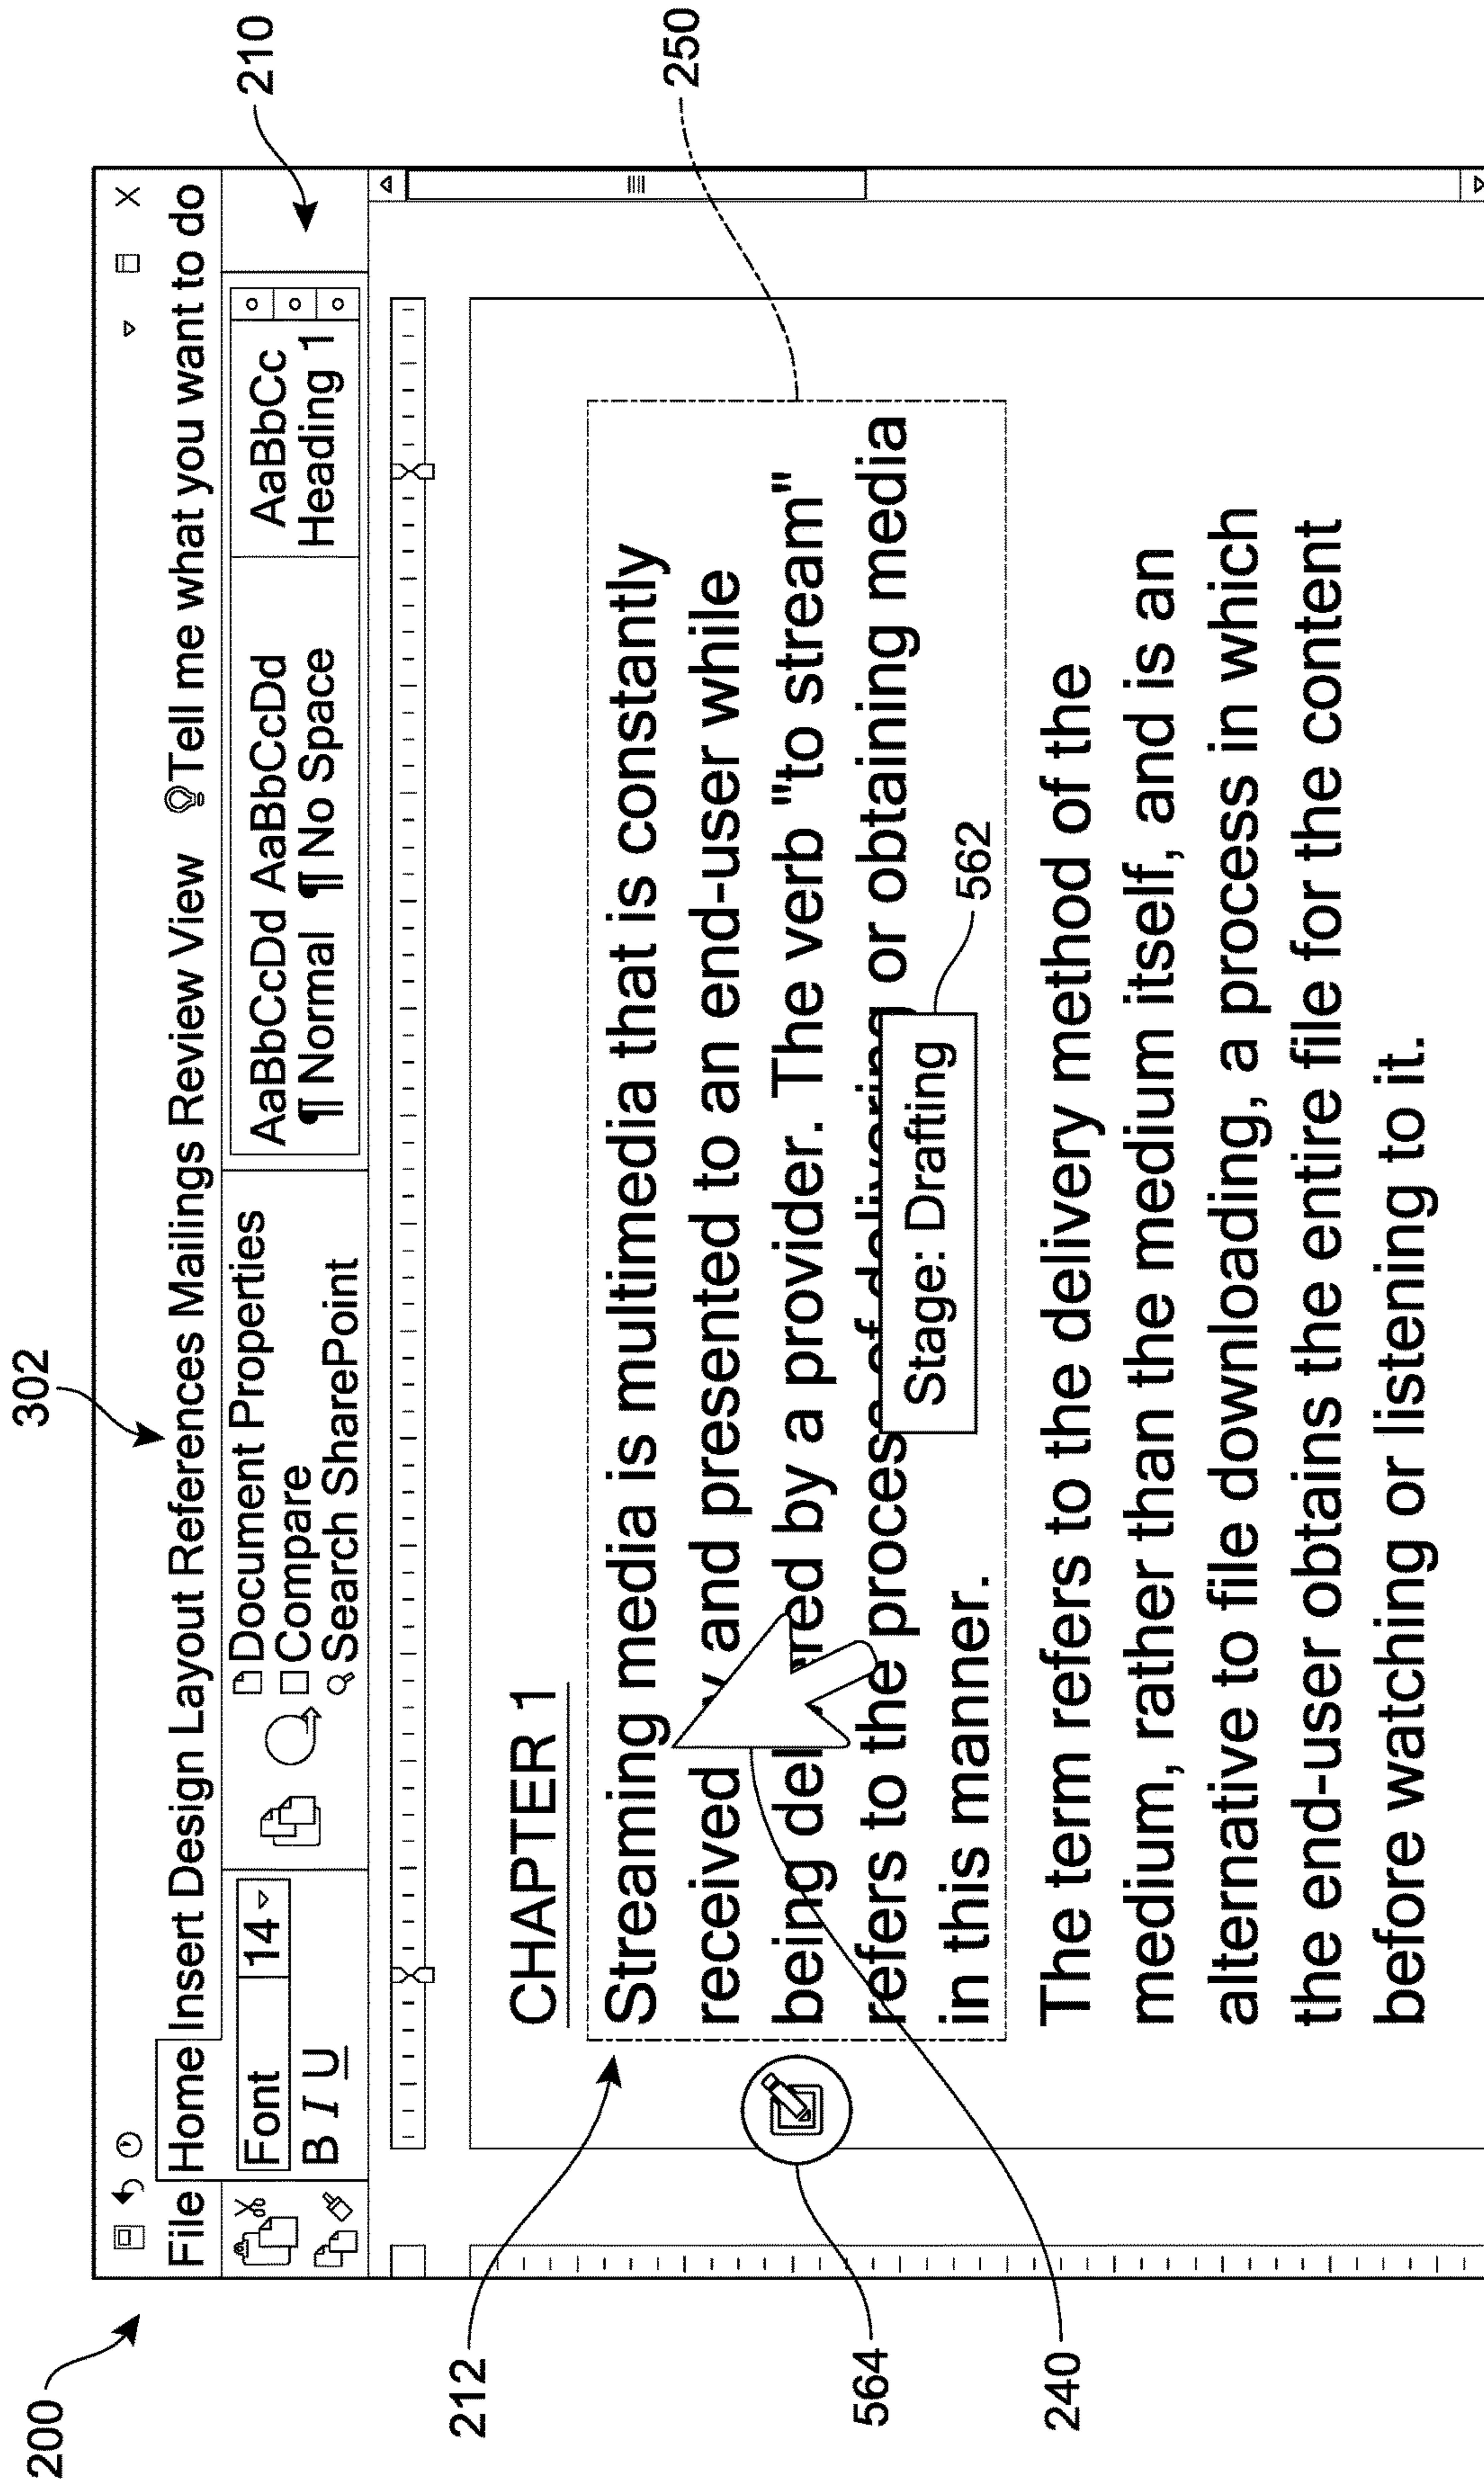 200
302
210
File Home Insert Design Layout References Mailings Review View Tell me what you want to do
X
Font 14
B I U
Document Properties
Compare
Search SharePoint
AaBbCcDd AaBbCcDd AaBbCc
¶ Normal ¶ No Space Heading 1
250
212
CHAPTER 1
Streaming media is multimedia that is constantly
received and presented to an end-user while
being by a provider. The verb "to stream"
refers to the process of delivering or obtaining media
in this manner.
Stage: Drafting
562
564
240
The term refers to the delivery method of the
medium, rather than the medium itself, and is an
alternative to file downloading, a process in which
the end-user obtains the entire file for the content
before watching or listening to it.